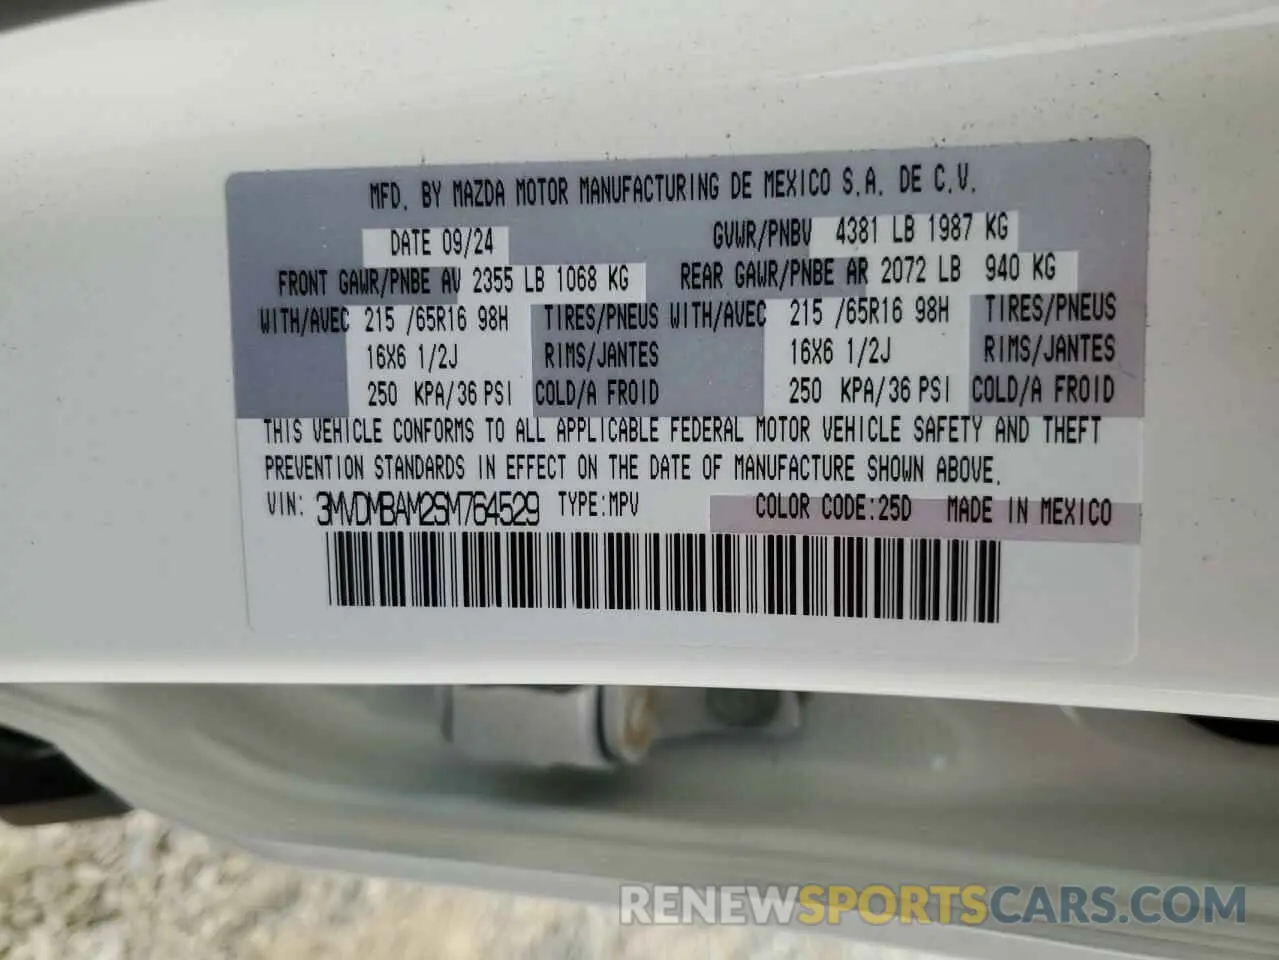 MFD. BY MAZDA MOTOR MANUFACTURING DE MEXICO S.A. DE C.V.
DATE 09/24 GVWR/PNBV 4381 LB 1987 KG
FRONT GAWR/PNBE AV 2355 LB 1068 KG REAR GAWR/PNBE AR 2072 LB 940 KG
WITH/AVEC 215 /65R16 98H TIRES/PNEUS WITH/AVEC 215 /65R16 98H TIRES/PNEUS
16X6 1/2J RIMS/JANTES 16X6 1/2J RIMS/JANTES
250 KPA/36 PSI COLD/A FROID 250 KPA/36 PSI COLD/A FROID
THIS VEHICLE CONFORMS TO ALL APPLICABLE FEDERAL MOTOR VEHICLE SAFETY AND THEFT
PREVENTION STANDARDS IN EFFECT ON THE DATE OF MANUFACTURE SHOWN ABOVE.
VIN: 3MVDMBAM2SM764529 TYPE:MPV COLOR CODE:25D MADE IN MEXICO
RENEWSPORTSCARS.COM